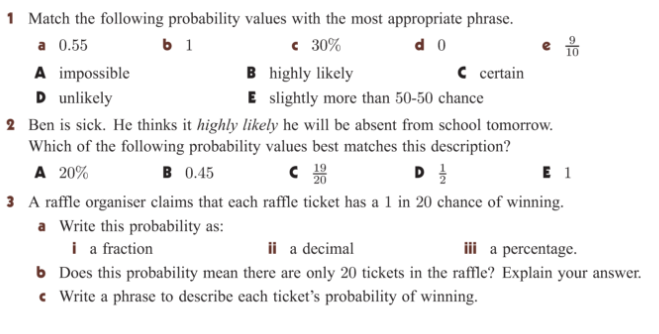 1 Match the following probability values with the most appropriate phrase.
a 0.55 b 1 c 30% d 0 e 9/10
A impossible B highly likely C certain
D unlikely E slightly more than 50-50 chance
2 Ben is sick. He thinks it highly likely he will be absent from school tomorrow.
Which of the following probability values best matches this description?
A 20% B 0.45 C 19/20 D 1/2 E 1
3 A raffle organiser claims that each raffle ticket has a 1 in 20 chance of winning.
a Write this probability as:
i a fraction ii a decimal iii a percentage.
b Does this probability mean there are only 20 tickets in the raffle? Explain your answer.
c Write a phrase to describe each ticket's probability of winning.